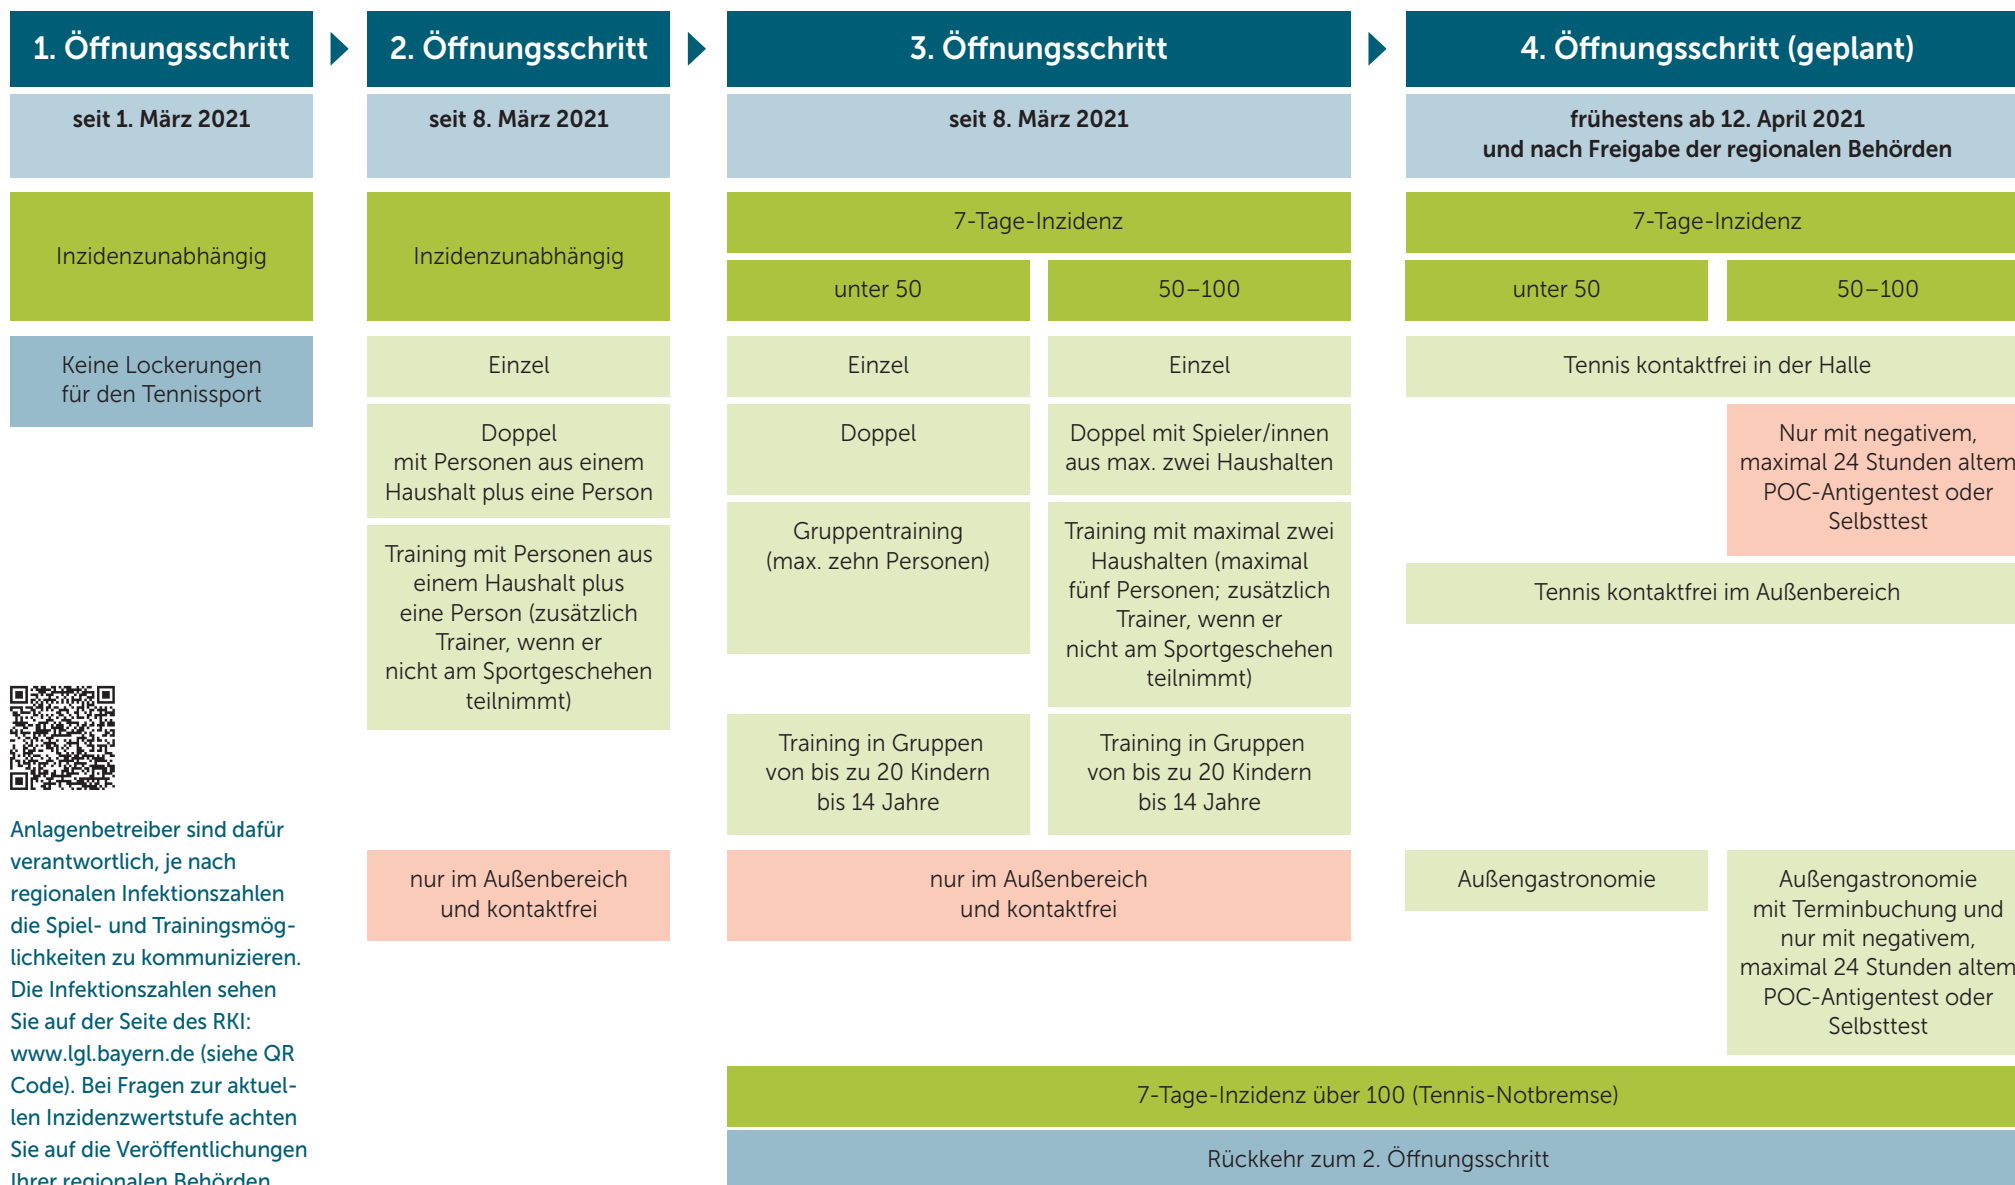 1. Öffnungsschritt
seit 1. März 2021
Inzidenzunabhängig
Keine Lockerungen
für den Tennissport
Anlagenbetreiber sind dafür
verantwortlich, je nach
regionalen Infektionszahlen
die Spiel- und Trainingsmög-
lichkeiten zu kommunizieren.
Die Infektionszahlen sehen
Sie auf der Seite des RKI:
www.lgl.bayern.de (siehe QR
Code). Bei Fragen zur aktuel-
len Inzidenzwertstufe achten
Sie auf die Veröffentlichungen
Ihrer regionalen Behörden
2. Öffnungsschritt
seit 8. März 2021
Inzidenzunabhängig
Einzel
Doppel
mit Personen aus einem
Haushalt plus eine Person
Training mit Personen aus
einem Haushalt plus
eine Person (zusätzlich
Trainer, wenn er
nicht am Sportgeschehen
teilnimmt)
nur im Außenbereich
und kontaktfrei
3. Öffnungsschritt
seit 8. März 2021
7-Tage-Inzidenz
unter 50
Einzel
Doppel
Gruppentraining
(max. zehn Personen)
Training in Gruppen
von bis zu 20 Kindern
bis 14 Jahre
50–100
Einzel
Doppel mit Spieler/innen
aus max. zwei Haushalten
Training mit maximal zwei
Haushalten (maximal
fünf Personen; zusätzlich
Trainer, wenn er
nicht am Sportgeschehen
teilnimmt)
Training in Gruppen
von bis zu 20 Kindern
bis 14 Jahre
nur im Außenbereich
und kontaktfrei
4. Öffnungsschritt (geplant)
frühestens ab 12. April 2021
und nach Freigabe der regionalen Behörden
7-Tage-Inzidenz
unter 50
50–100
Tennis kontaktfrei in der Halle
Nur mit negativem,
maximal 24 Stunden altem
POC-Antigentest oder
Selbsttest
Tennis kontaktfrei im Außenbereich
Außengastronomie
Außengastronomie
mit Terminbuchung und
nur mit negativem,
maximal 24 Stunden altem
POC-Antigentest oder
Selbsttest
7-Tage-Inzidenz über 100 (Tennis-Notbremse)
Rückkehr zum 2. Öffnungsschritt